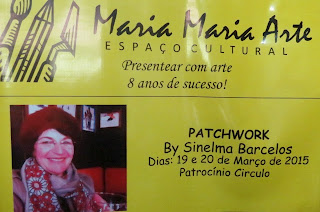 Maria Maria Arte
ESPAÇO CULTURAL
Presentear com arte
8 anos de sucesso!
PATCHWORK
By Sinelma Barcelos
Dias: 19 e 20 de Março de 2015
Patrocínio Circulo